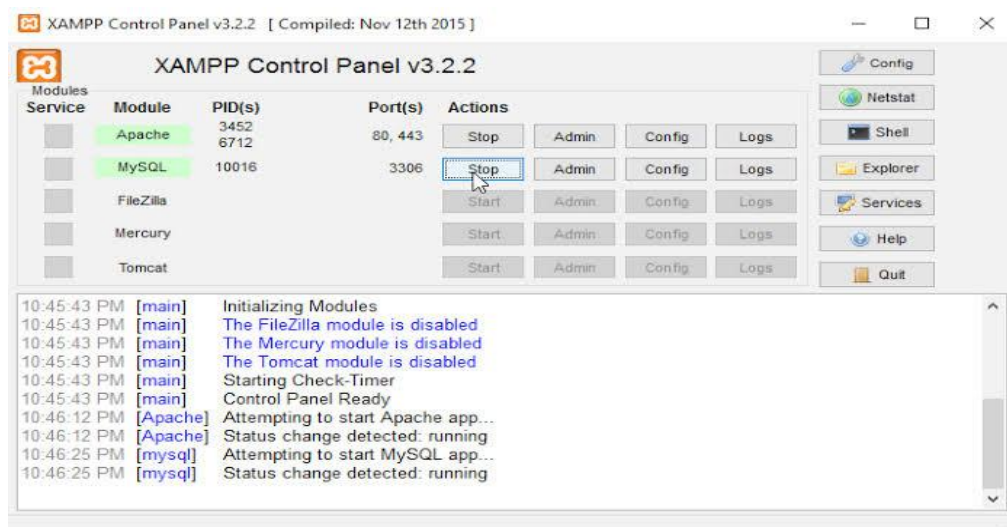 XAMPP Control Panel v3.2.2 [ Compiled: Nov 12th 2015 ]
XAMPP Control Panel v3.2.2
Config
Modules
Service Module PID(s) Port(s) Actions
Netstat
Apache 3452 6712 80, 443 Stop Admin Config Logs
Shell
MySQL 10016 3306 Stop Admin Config Logs
Explorer
FileZilla Start Admin Config Logs
Services
Mercury Start Admin Config Logs
Help
Tomcat Start Admin Config Logs
Quit
10:45:43 PM [main] Initializing Modules
10:45:43 PM [main] The FileZilla module is disabled
10:45:43 PM [main] The Mercury module is disabled
10:45:43 PM [main] The Tomcat module is disabled
10:45:43 PM [main] Starting Check-Timer
10:45:43 PM [main] Control Panel Ready
10:46:12 PM [Apache] Attempting to start Apache app...
10:46:12 PM [Apache] Status change detected: running
10:46:25 PM [mysql] Attempting to start MySQL app...
10:46:25 PM [mysql] Status change detected: running